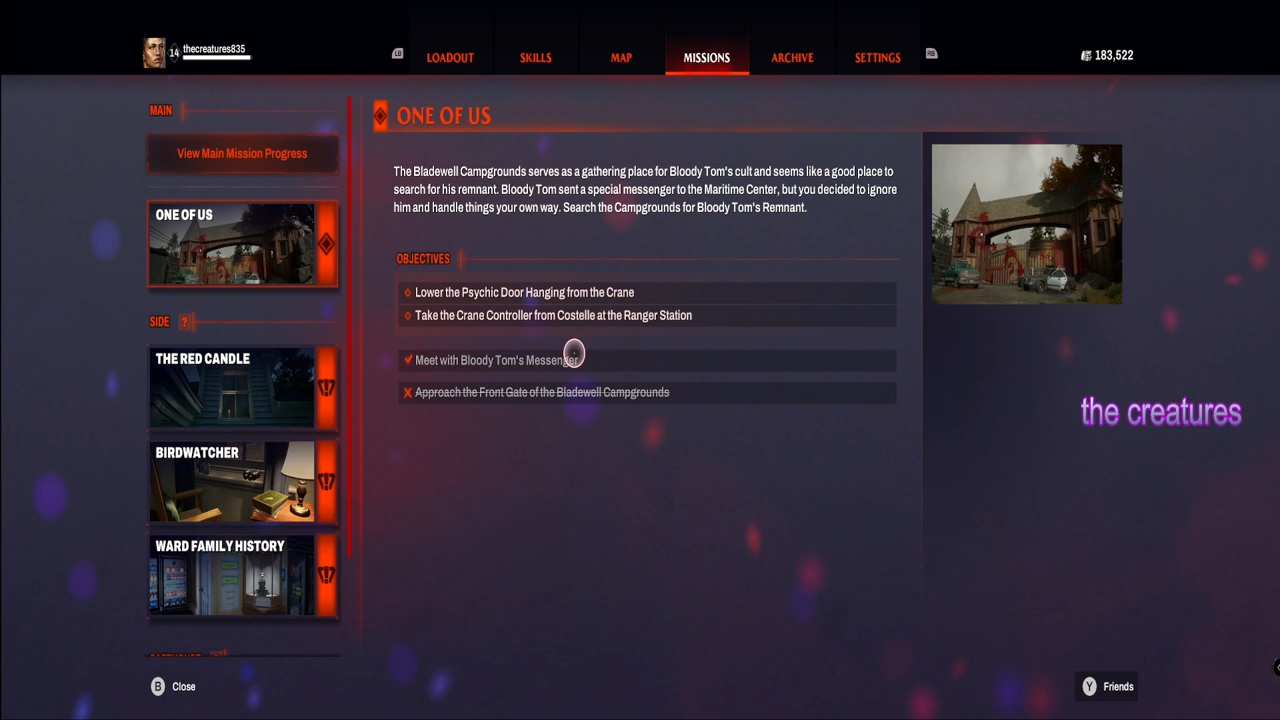 14 thecreatures835
LB
LOADOUT
SKILLS
MAP
MISSIONS
ARCHIVE
SETTINGS
RB
183,522
MAIN
View Main Mission Progress
ONE OF US
SIDE ?
THE RED CANDLE
BIRDWATCHER
WARD FAMILY HISTORY
ONE OF US
The Bladewell Campgrounds serves as a gathering place for Bloody Tom's cult and seems like a good place to
search for his remnant. Bloody Tom sent a special messenger to the Maritime Center, but you decided to ignore
him and handle things your own way. Search the Campgrounds for Bloody Tom's Remnant.
OBJECTIVES
Lower the Psychic Door Hanging from the Crane
Take the Crane Controller from Costelle at the Ranger Station
Meet with Bloody Tom's Messenger
Approach the Front Gate of the Bladewell Campgrounds
the creatures
B Close
Y Friends